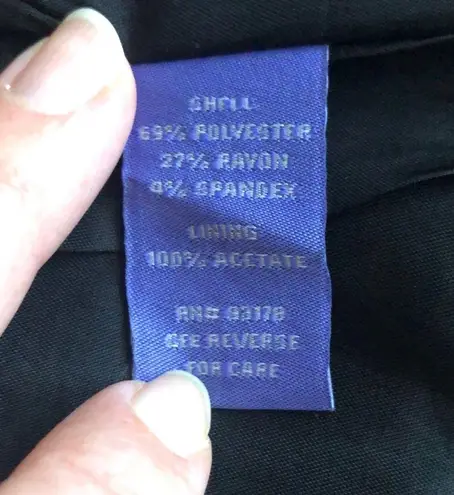 SHELL
69% POLYESTER
27% RAYON
4% SPANDEX
LINING
100% ACETATE
RN# 93178
SEE REVERSE
FOR CARE